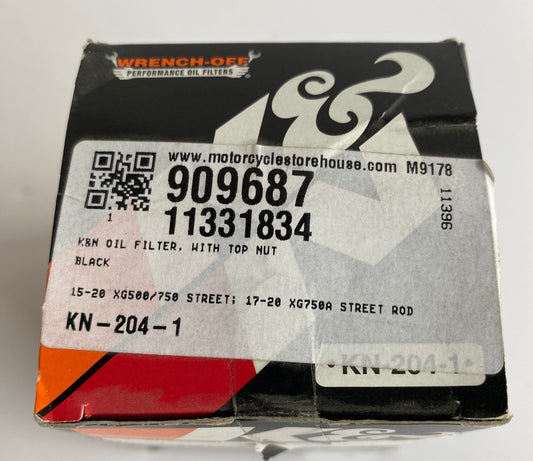 WRENCH-OFF
PERFORMANCE OIL FILTERS
&
www.motorcyclestorehouse.com M9178
909687
11331834
11396
1
K&N OIL FILTER, WITH TOP NUT
BLACK
15-20 XG500/750 STREET; 17-20 XG750A STREET ROD
KN-204-1
•KN-204-1•